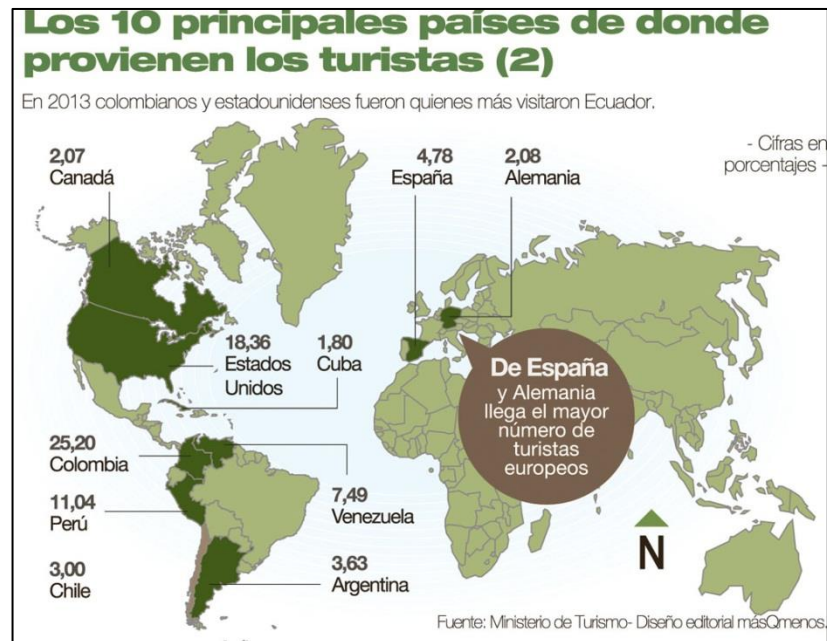 Los 10 principales países de donde
provienen los turistas (2)
En 2013 colombianos y estadounidenses fueron quienes más visitaron Ecuador.
- Cifras en
porcentajes -
2,07
Canadá
4,78
España
2,08
Alemania
18,36
Estados
Unidos
1,80
Cuba
De España
y Alemania
llega el mayor
número de
turistas
europeos
25,20
Colombia
7,49
Venezuela
11,04
Perú
3,00
Chile
3,63
Argentina
N
Fuente: Ministerio de Turismo- Diseño editorial másQmenos.